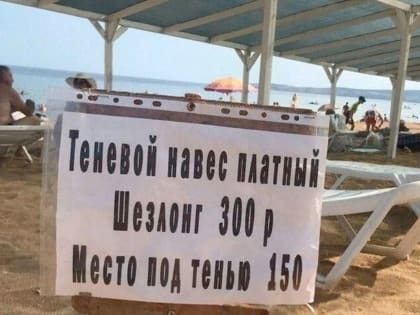 Теневой навес платный
Шезлонг 300 р
Место под тенью 150